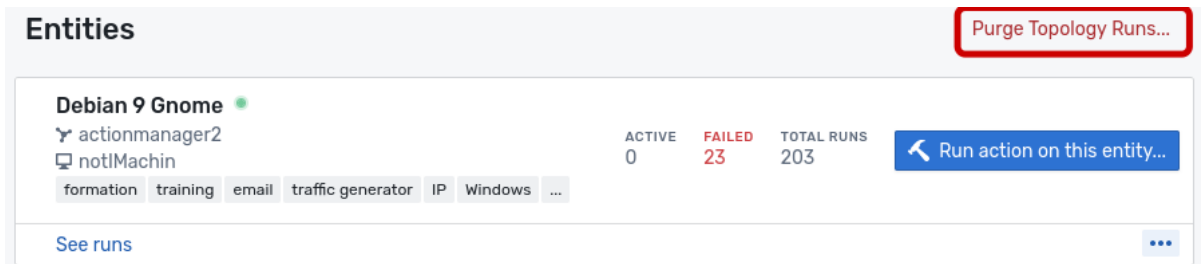 Entities
Purge Topology Runs...
Debian 9 Gnome
actionmanager2
notIMachin
formation training email traffic generator IP Windows ...
ACTIVE FAILED TOTAL RUNS
0 23 203
Run action on this entity...
See runs